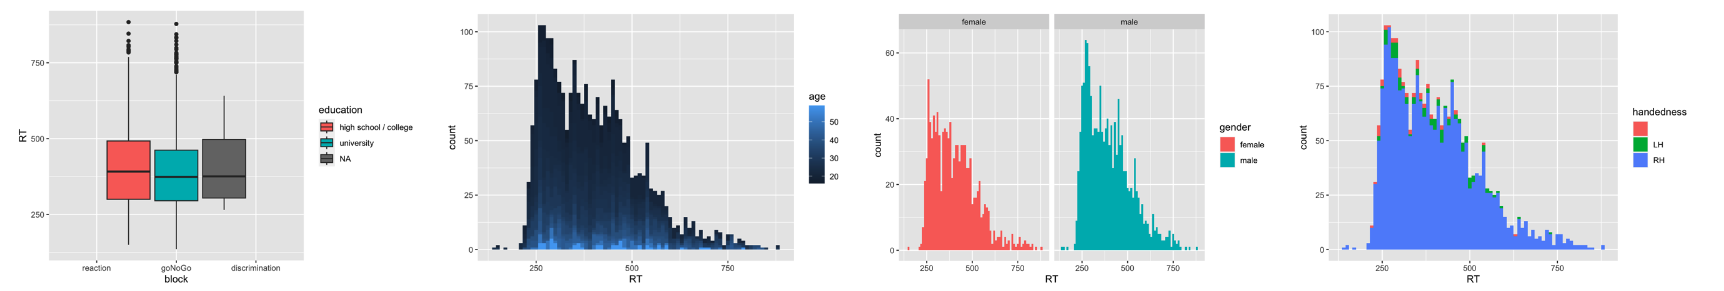 RT
750
500
250
reaction
goNoGo
discrimination
block
education
high school / college
university
NA
count
100
75
50
25
0
250
500
750
RT
age
50
40
30
20
female
male
count
60
40
20
0
250
500
750
250
500
750
RT
gender
female
male
count
100
75
50
25
0
250
500
750
RT
handedness
LH
RH